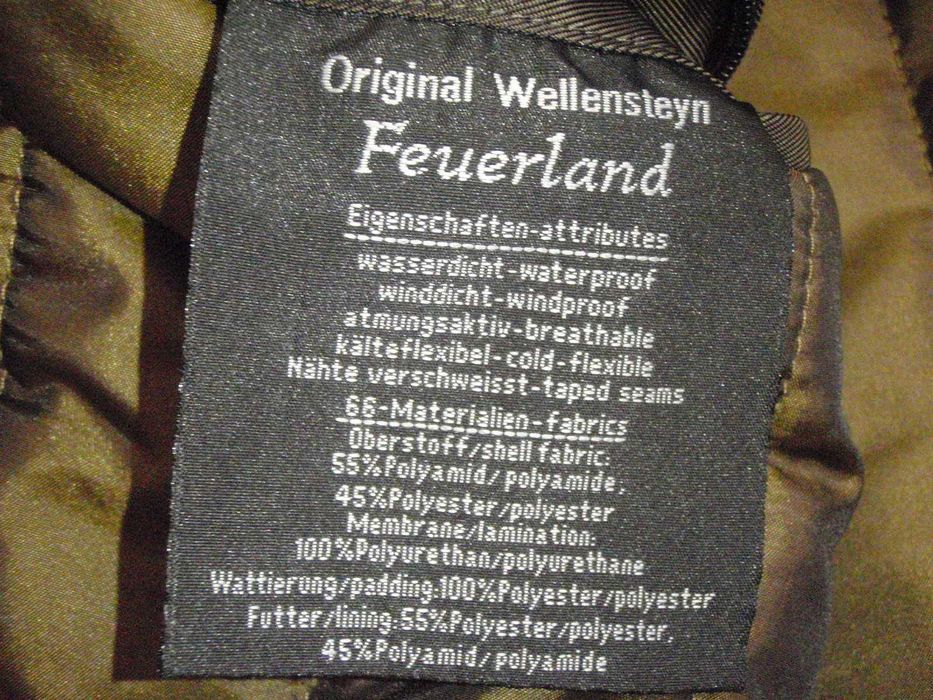 Original Wellensteyn
Feuerland
Eigenschaften-attributes
wasserdicht-waterproof
winddicht-windproof
atmungsaktiv-breathable
kälteflexibel-cold-flexible
Nähte verschweisst-taped seams
66-Materialien-fabrics
Oberstoff/shell fabric:
55%Polyamid/polyamide,
45%Polyester/polyester
Membrane/lamination:
100%Polyurethan/polyurethane
Wattierung/padding:100%Polyester/polyester
Futter/lining:55%Polyester/polyester,
45%Polyamid/polyamide